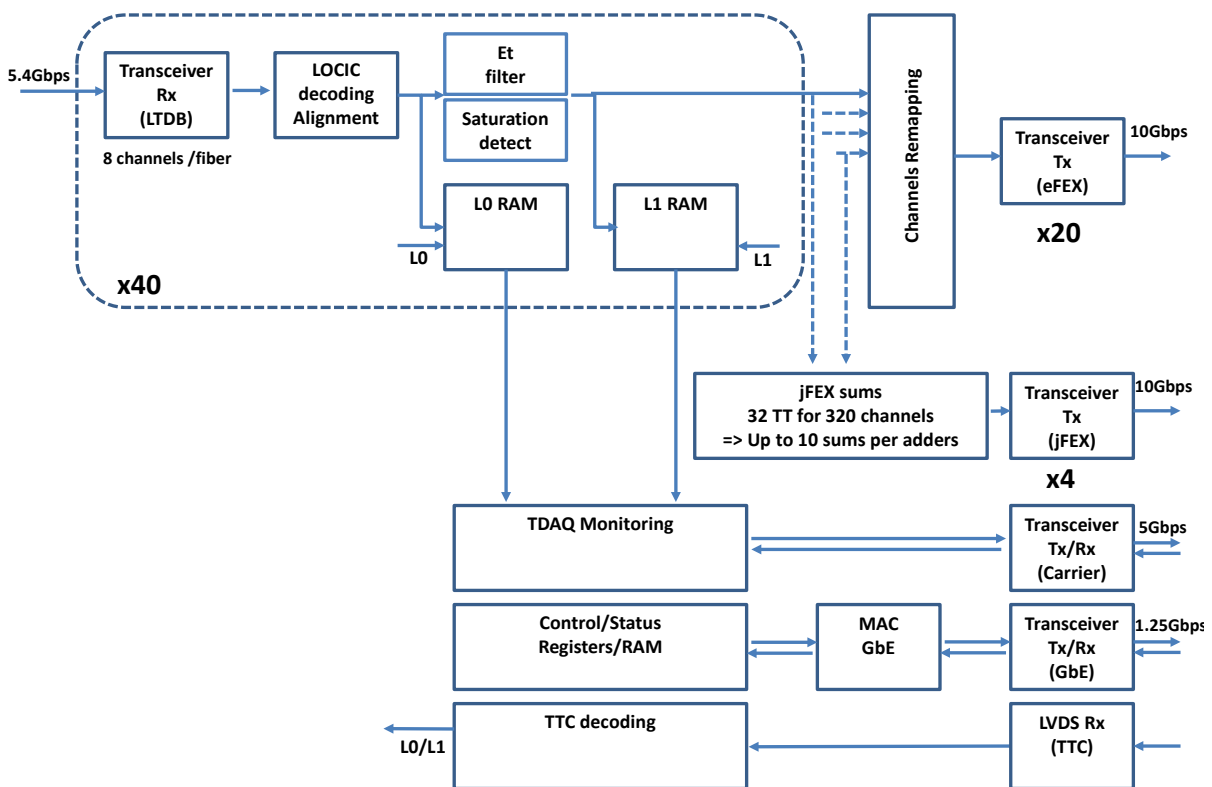 5.4Gbps
Transceiver
Rx
(LTDB)
8 channels /fiber
LOCIC
decoding
Alignment
Et
filter
Saturation
detect
L0 RAM
L0
L1 RAM
L1
x40
Channels Remapping
Transceiver
Tx
(eFEX)
10Gbps
x20
jFEX sums
32 TT for 320 channels
=> Up to 10 sums per adders
Transceiver
Tx
(jFEX)
10Gbps
x4
TDAQ Monitoring
Transceiver
Tx/Rx
(Carrier)
5Gbps
Control/Status
Registers/RAM
MAC
GbE
Transceiver
Tx/Rx
(GbE)
1.25Gbps
TTC decoding
L0/L1
LVDS Rx
(TTC)